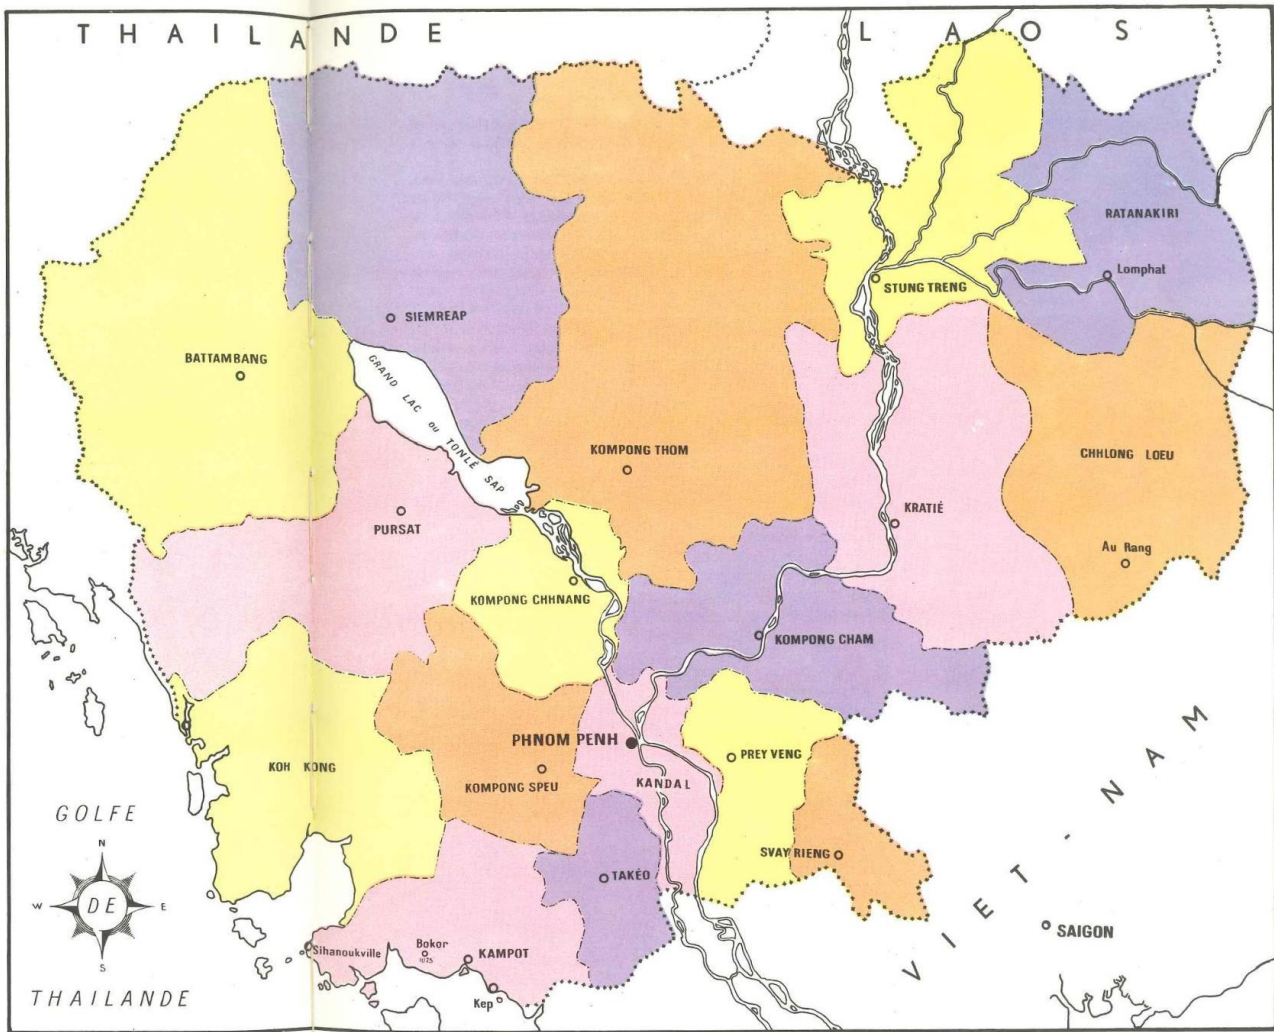 THAILANDE
LAOS
RATANAKIRI
Lomphat
STUNG TRENG
SIEMREAP
BATTAMBANG
GRAND LAC ou TONLÉ SAP
KOMPONG THOM
CHHLONG LOEU
KRATIÉ
PURSAT
Au Rang
KOMPONG CHHNANG
KOMPONG CHAM
PHNOM PENH
PREY VENG
KOH KONG
KOMPONG SPEU
KANDAL
VIET-NAM
GOLFE
N
W
DE
E
S
THAILANDE
SVAY RIENG
TAKÉO
SAIGON
Sihanoukville
Bokor
KAMPOT
Kep